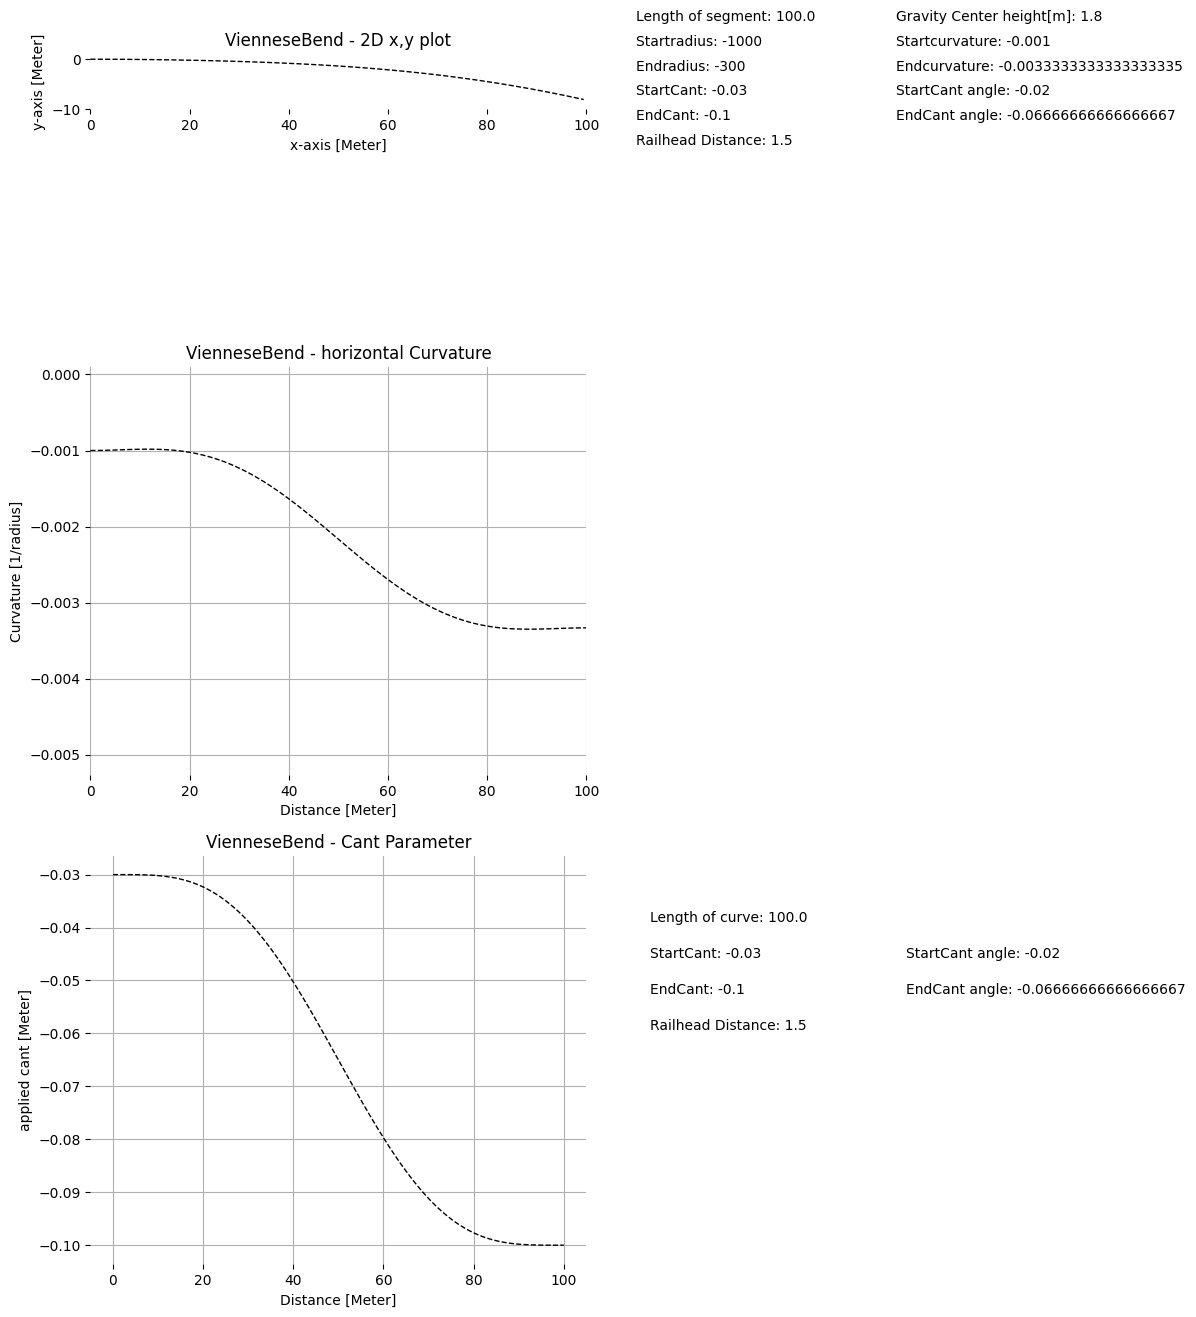 VienneseBend - 2D x,y plot
y-axis [Meter]
0
−10
0 20 40 60 80 100
x-axis [Meter]
Length of segment: 100.0
Startradius: -1000
Endradius: -300
StartCant: -0.03
EndCant: -0.1
Railhead Distance: 1.5
Gravity Center height[m]: 1.8
Startcurvature: -0.001
Endcurvature: -0.0033333333333333335
StartCant angle: -0.02
EndCant angle: -0.06666666666666667
VienneseBend - horizontal Curvature
Curvature [1/radius]
0.000
−0.001
−0.002
−0.003
−0.004
−0.005
0 20 40 60 80 100
Distance [Meter]
VienneseBend - Cant Parameter
applied cant [Meter]
−0.03
−0.04
−0.05
−0.06
−0.07
−0.08
−0.09
−0.10
0 20 40 60 80 100
Distance [Meter]
Length of curve: 100.0
StartCant: -0.03
EndCant: -0.1
Railhead Distance: 1.5
StartCant angle: -0.02
EndCant angle: -0.06666666666666667